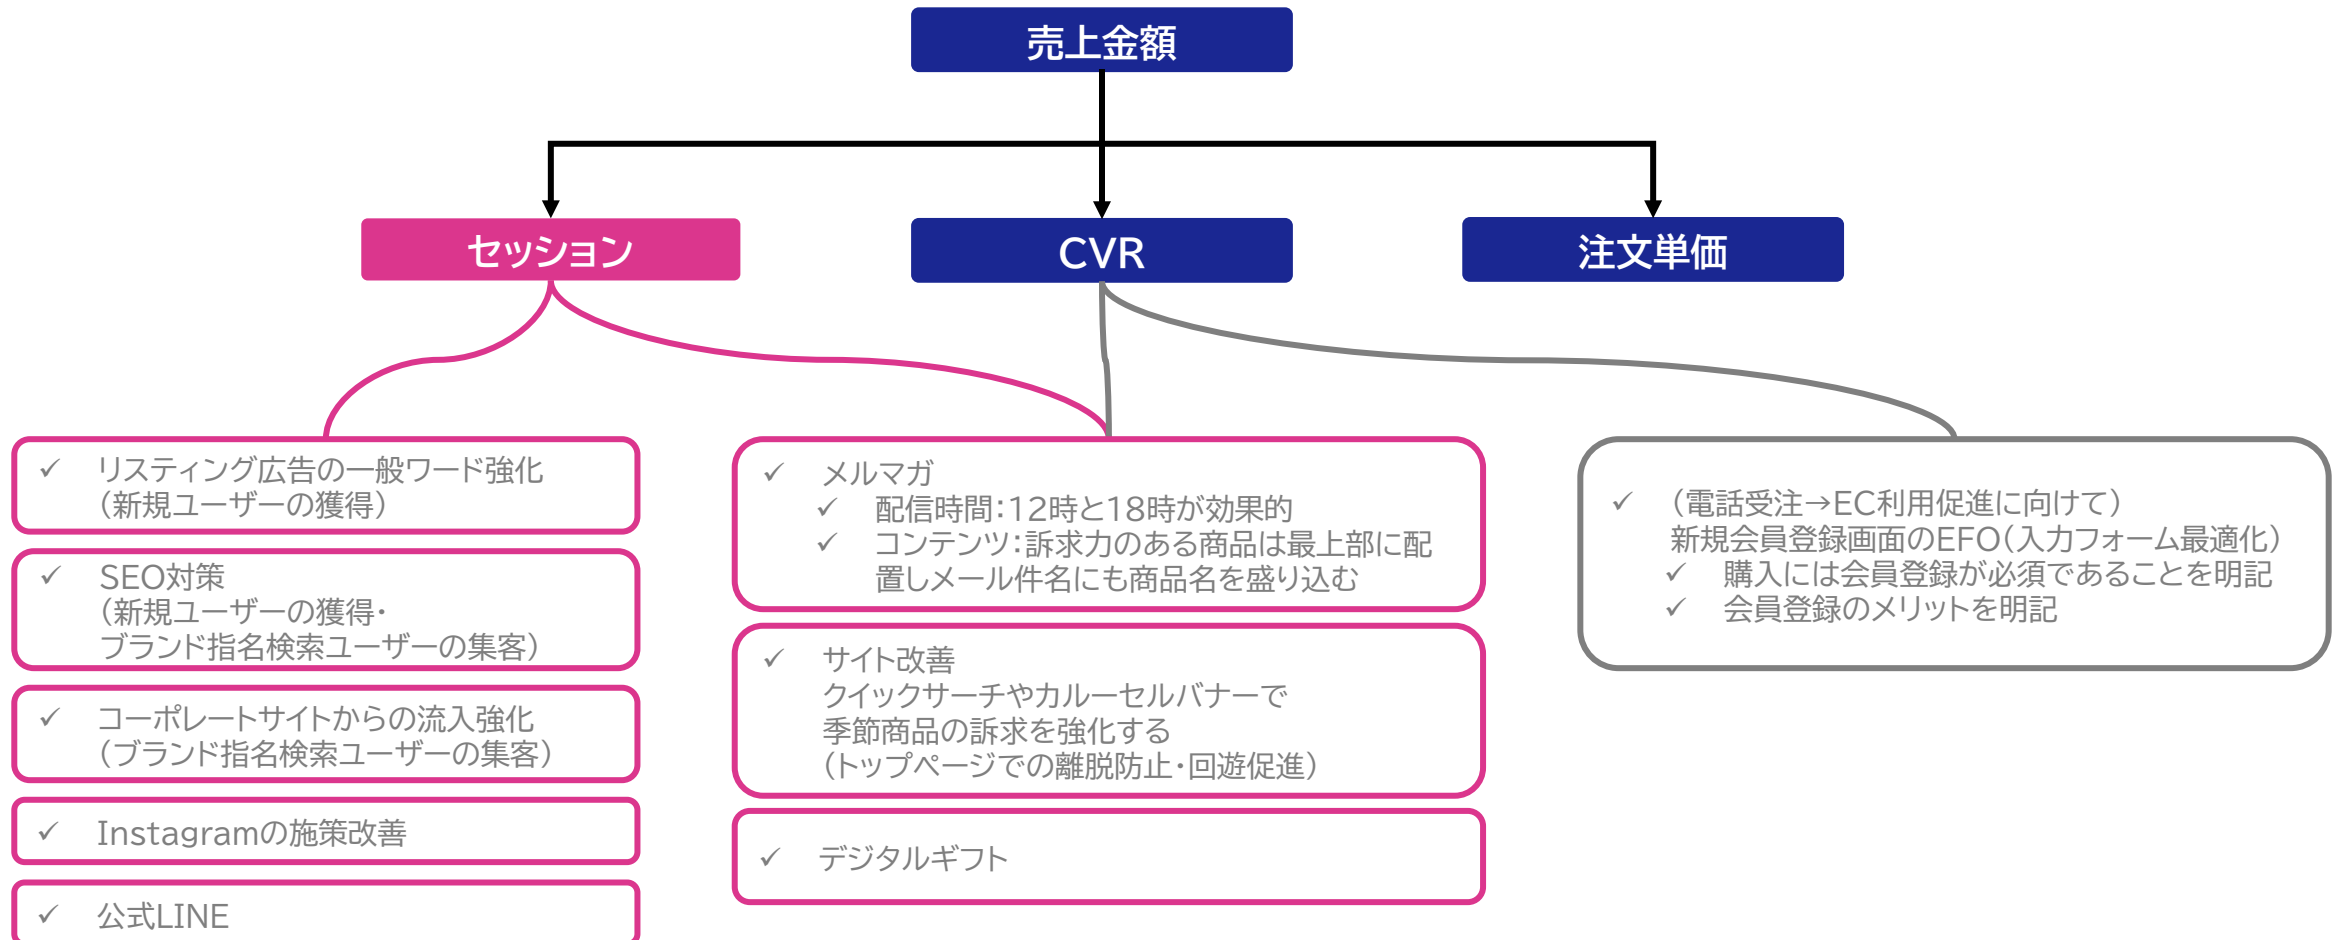 売上金額
セッション
CVR
注文単価
✓ リスティング広告の一般ワード強化
（新規ユーザーの獲得）
✓ SEO対策
（新規ユーザーの獲得・
ブランド指名検索ユーザーの集客）
✓ コーポレートサイトからの流入強化
（ブランド指名検索ユーザーの集客）
✓ Instagramの施策改善
✓ 公式LINE
✓ メルマガ
✓ 配信時間：12時と18時が効果的
✓ コンテンツ：訴求力のある商品は最上部に配
置しメール件名にも商品名を盛り込む
✓ サイト改善
クイックサーチやカルーセルバナーで
季節商品の訴求を強化する
（トップページでの離脱防止・回遊促進）
✓ デジタルギフト
✓ （電話受注→EC利用促進に向けて）
新規会員登録画面のEFO（入力フォーム最適化）
✓ 購入には会員登録が必須であることを明記
✓ 会員登録のメリットを明記